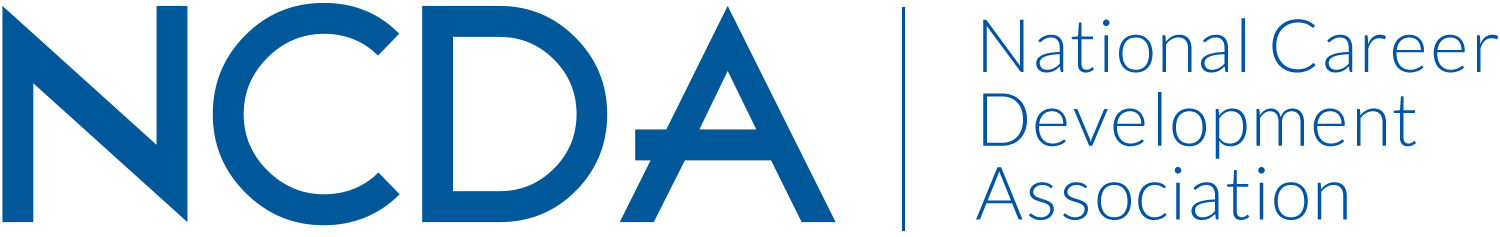 NCDA
National Career
Development
Association